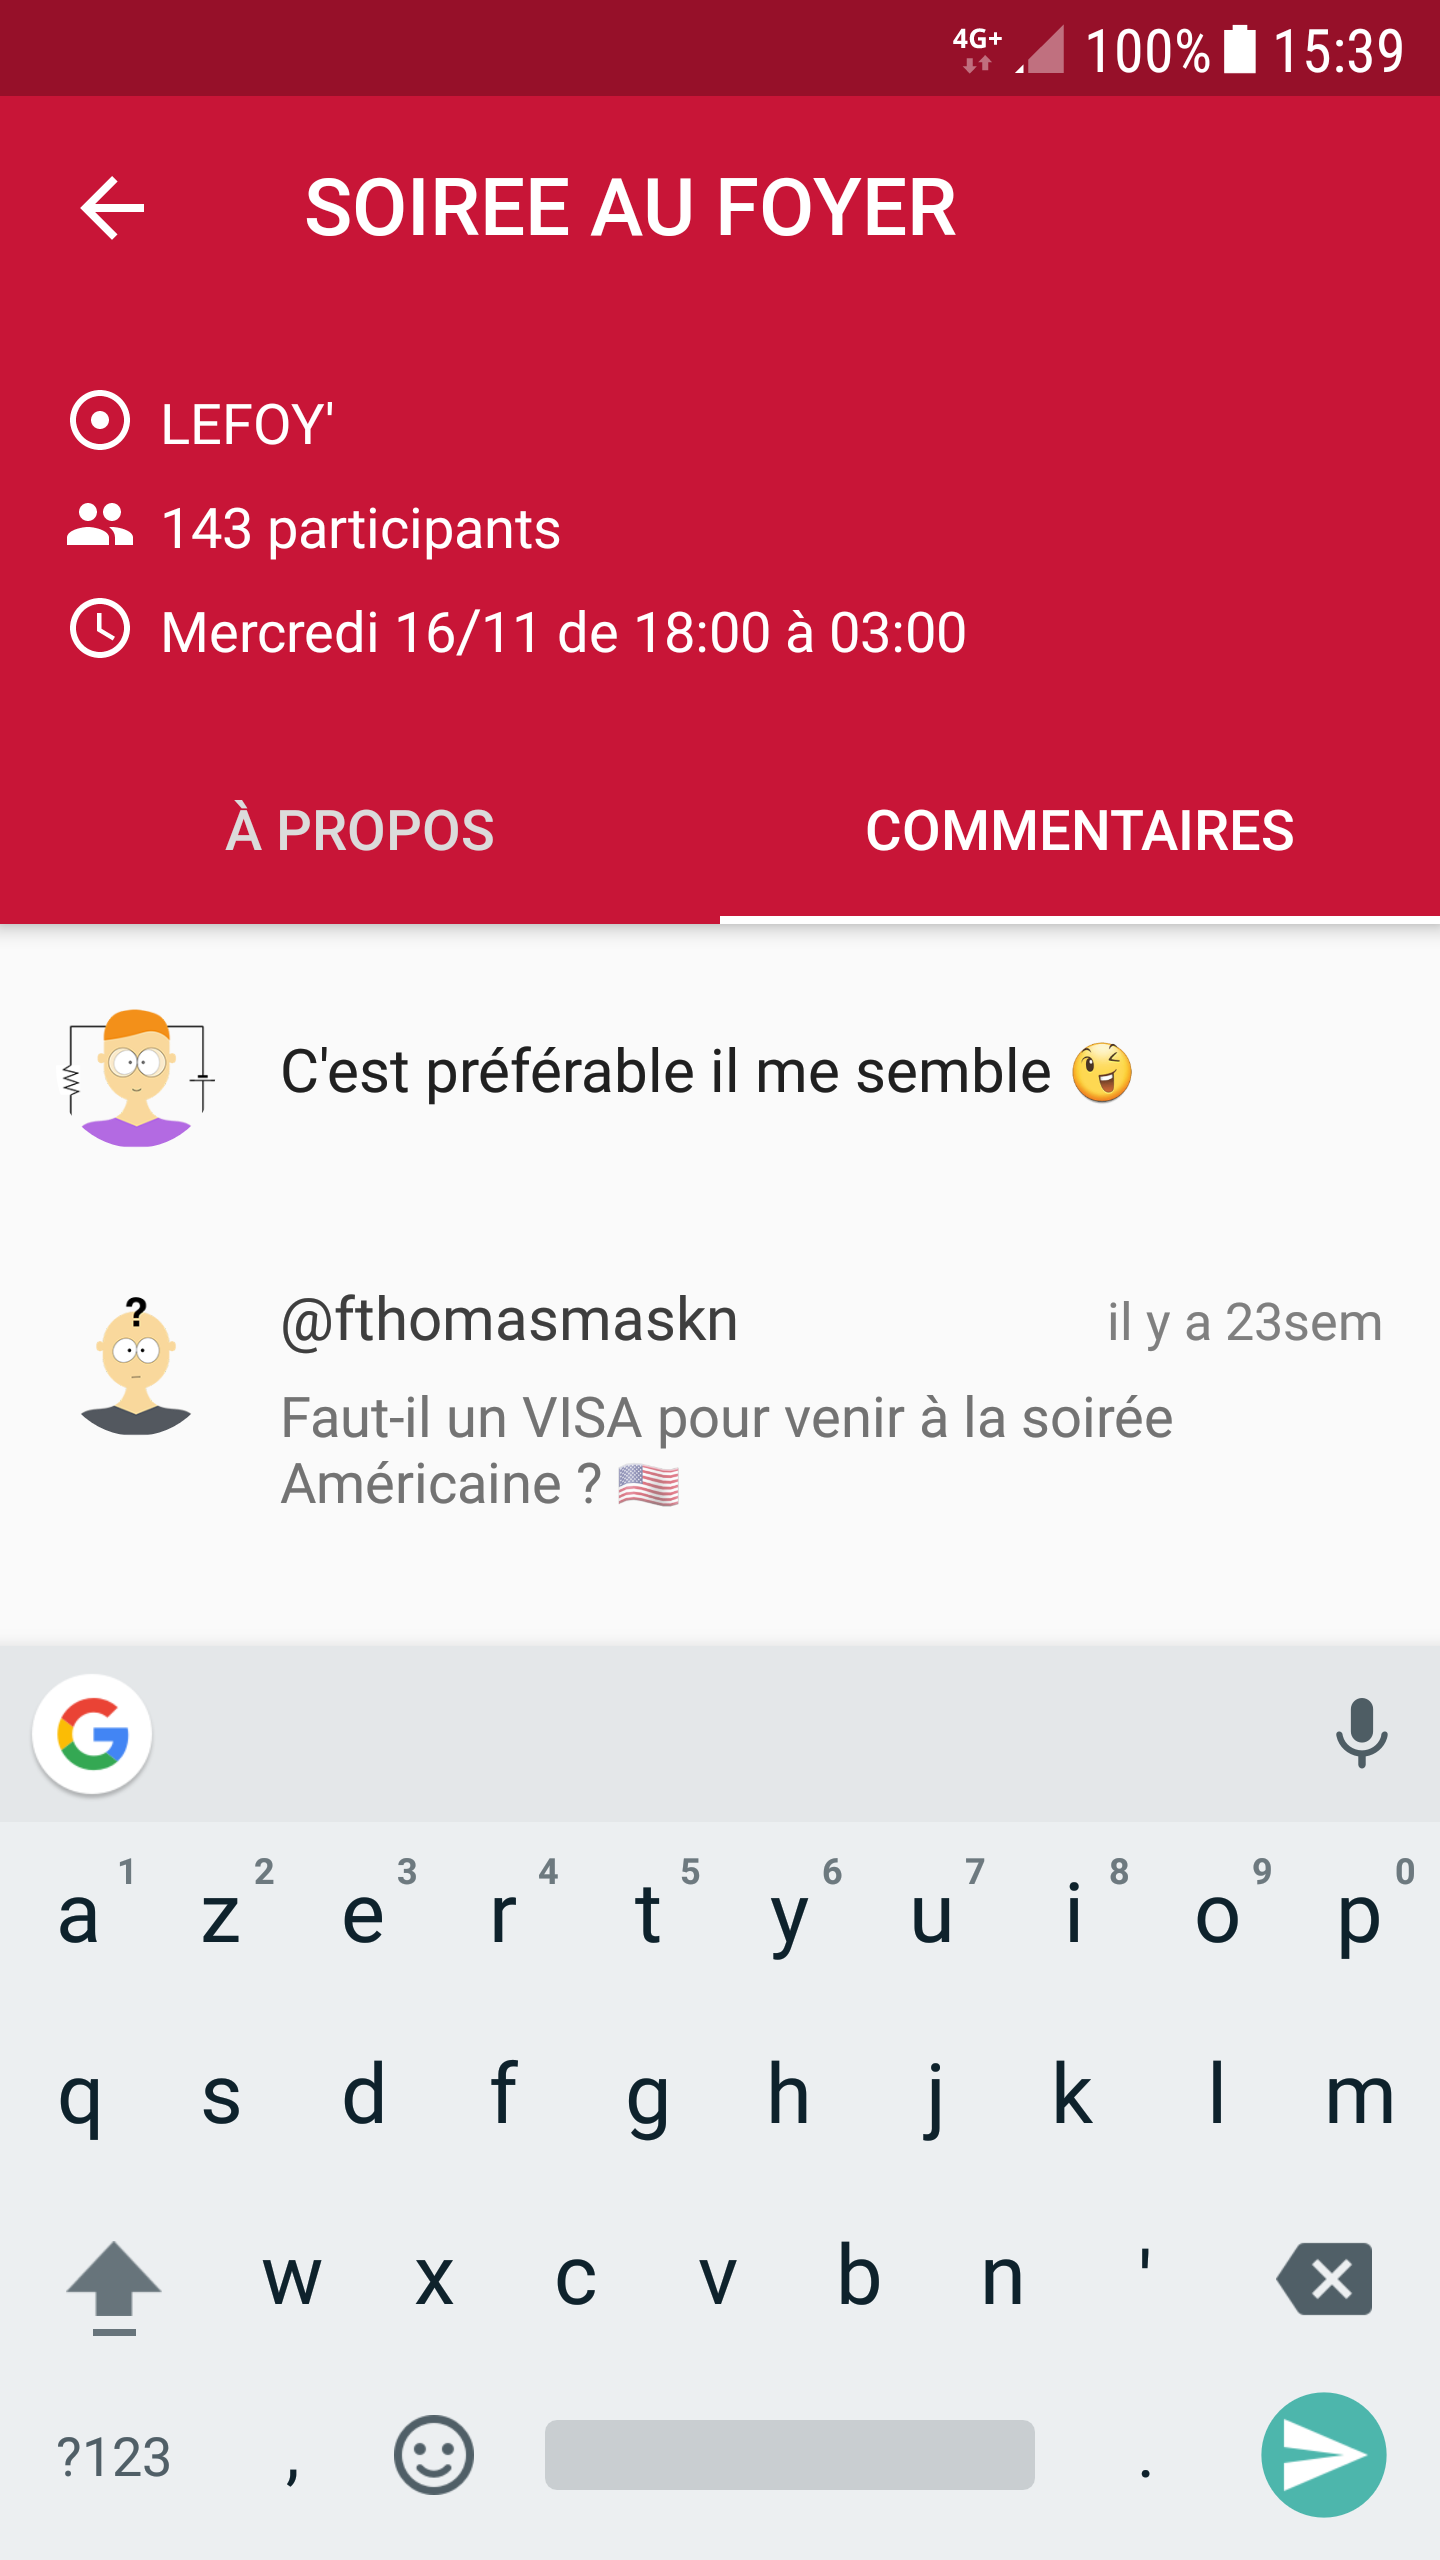 4G+ 100% 15:39
SOIREE AU FOYER
LEFOY'
143 participants
Mercredi 16/11 de 18:00 à 03:00
À PROPOS COMMENTAIRES
C'est préférable il me semble 😉
?
@fthomasmaskn il y a 23sem
Faut-il un VISA pour venir à la soirée
Américaine ? 🇺🇸
G
1 2 3 4 5 6 7 8 9 0
a z e r t y u i o p
q s d f g h j k l m
w x c v b n '
?123 , .